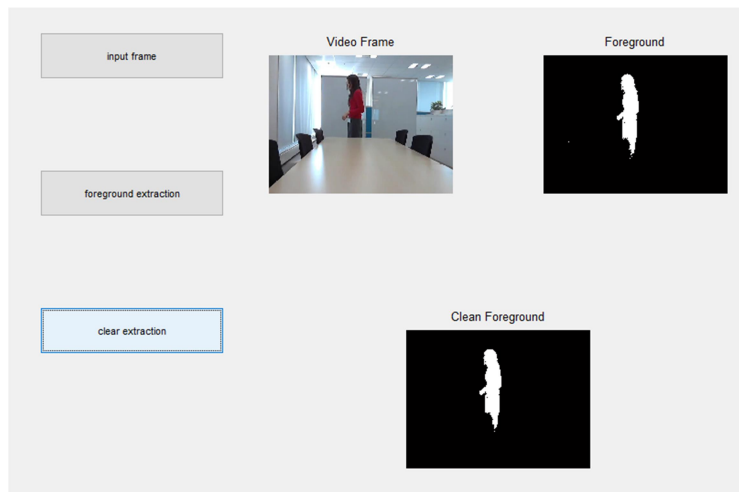 input frame
Video Frame
Foreground
foreground extraction
clear extraction
Clean Foreground